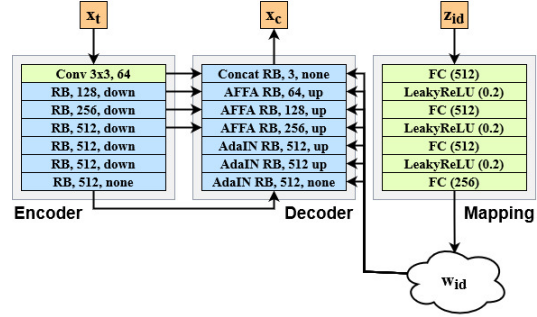 x_t
x_c
z_id
Conv 3x3, 64
RB, 128, down
RB, 256, down
RB, 512, down
RB, 512, down
RB, 512, down
RB, 512, none
Encoder
Concat RB, 3, none
AFFA RB, 64, up
AFFA RB, 128, up
AFFA RB, 256, up
AdaIN RB, 512 up
AdaIN RB, 512 up
AdaIN RB, 512, none
Decoder
FC (512)
LeakyReLU (0.2)
FC (512)
LeakyReLU (0.2)
FC (512)
LeakyReLU (0.2)
FC (256)
Mapping
w_id